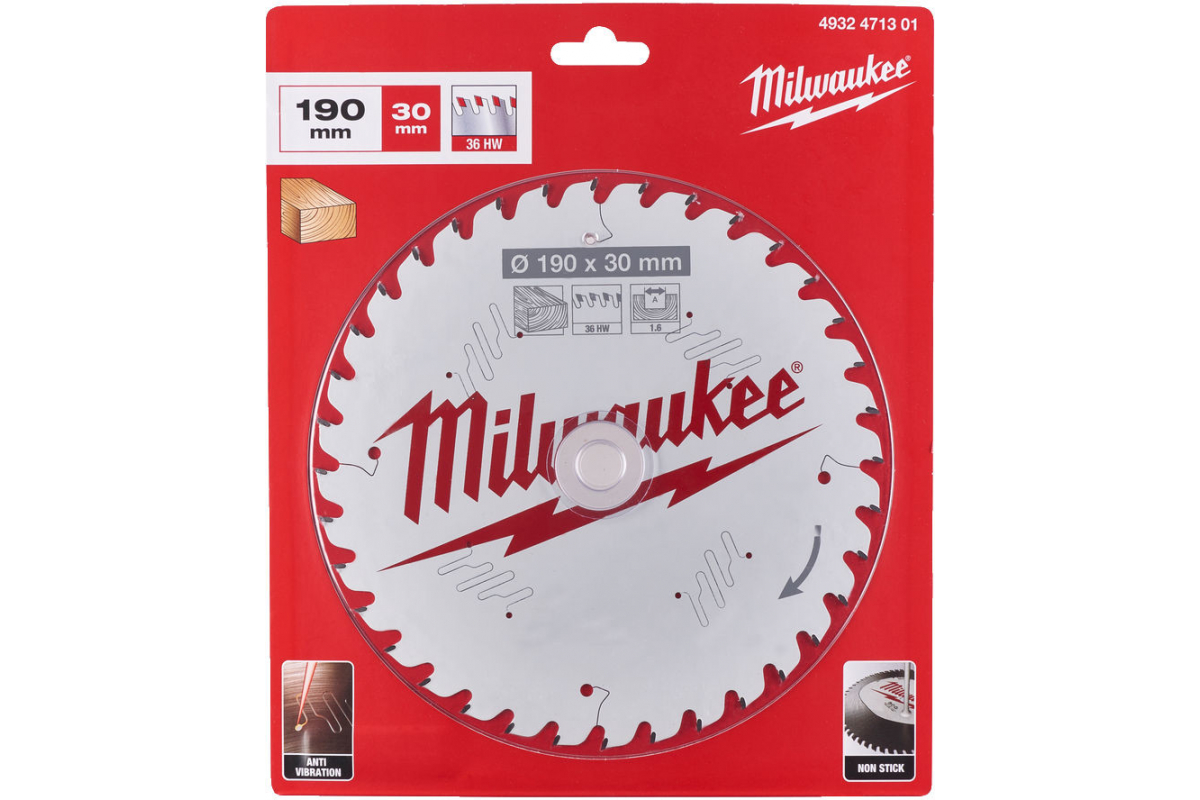 4932 4713 01
Milwaukee®
190 mm
30 mm
36 HW
Ø 190 x 30 mm
36 HW
A
1.6
Milwaukee®
ANTI
VIBRATION
Milwaukee
NON STICK